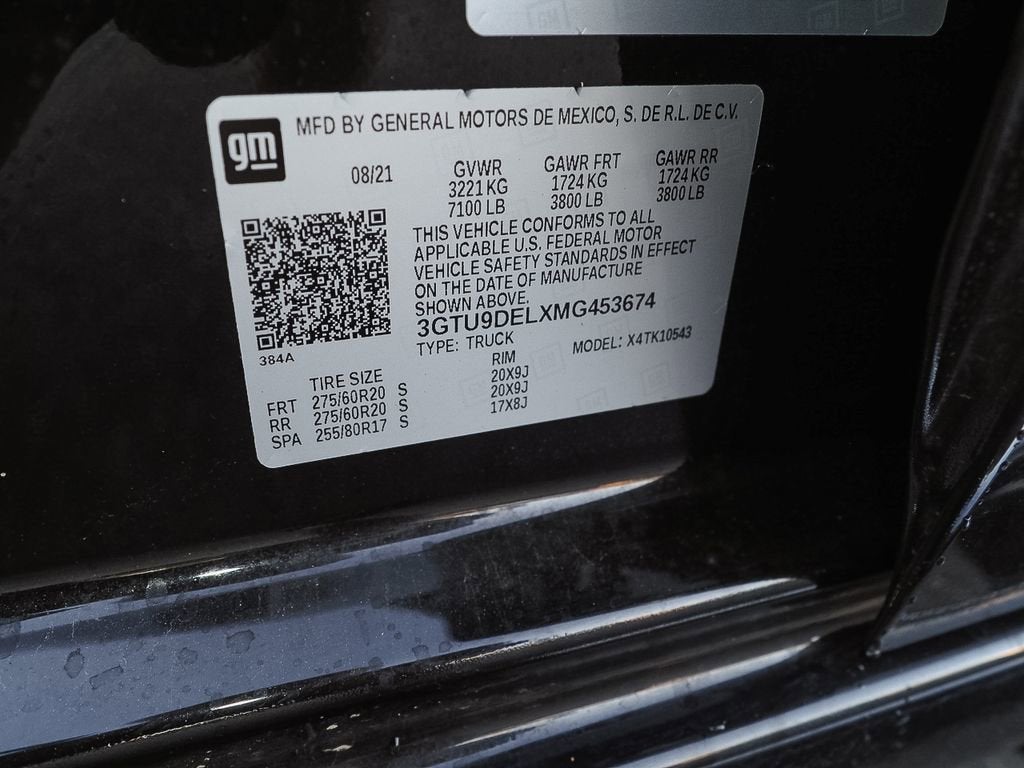 gm
MFD BY GENERAL MOTORS DE MEXICO, S. DE R.L. DE C.V.
08/21 GVWR GAWR FRT GAWR RR
3221 KG 1724 KG 1724 KG
7100 LB 3800 LB 3800 LB
THIS VEHICLE CONFORMS TO ALL
APPLICABLE U.S. FEDERAL MOTOR
VEHICLE SAFETY STANDARDS IN EFFECT
ON THE DATE OF MANUFACTURE
SHOWN ABOVE.
3GTU9DELXMG453674
384A
TYPE: TRUCK MODEL: X4TK10543
TIRE SIZE RIM
FRT 275/60R20 S 20X9J
RR 275/60R20 S 20X9J
SPA 255/80R17 S 17X8J